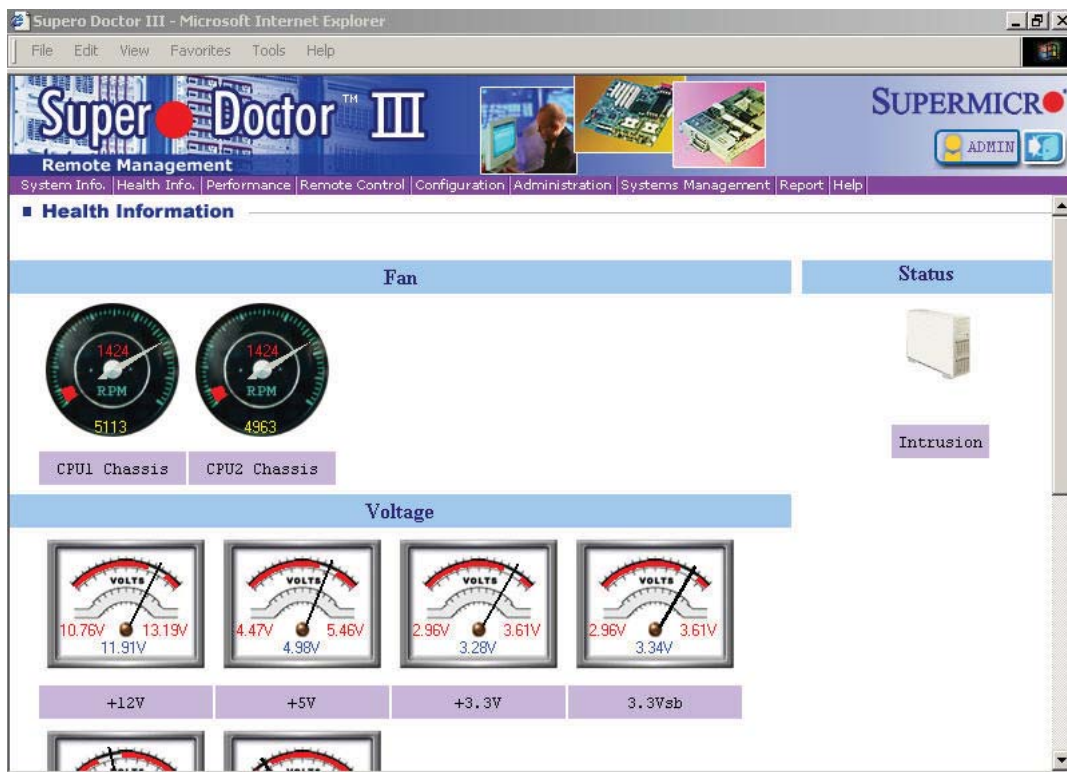 Supero Doctor III - Microsoft Internet Explorer
File Edit View Favorites Tools Help
Super Doctor™ III
SUPERMICRO
ADMIN
Remote Management
System Info. Health Info. Performance Remote Control Configuration Administration Systems Management Report Help
Health Information
Fan
Status
1424
RPM
5113
1424
RPM
4963
CPU1 Chassis
CPU2 Chassis
Intrusion
Voltage
VOLTS
10.76V 13.19V
11.91V
VOLTS
4.47V 5.46V
4.98V
VOLTS
2.96V 3.61V
3.28V
VOLTS
2.96V 3.61V
3.34V
+12V
+5V
+3.3V
3.3Vsb